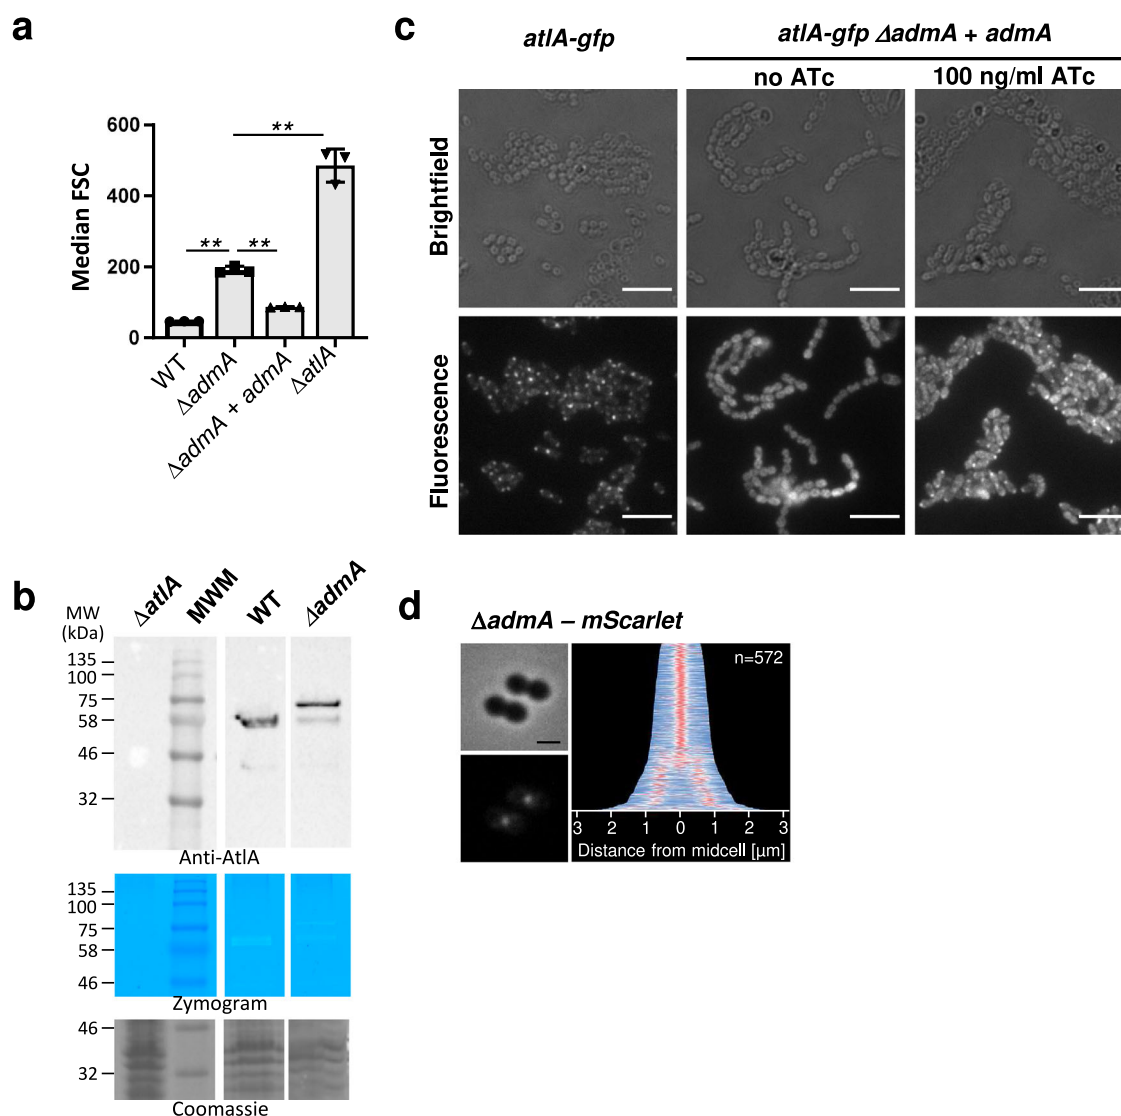 a
Median FSC
600
400
200
0
**
** **
WT
ΔadmA
ΔadmA + admA
ΔatlA
b
MW
(kDa)
ΔatlA
MWM
WT
ΔadmA
135
100
75
58
46
32
Anti-AtlA
135
100
75
58
46
Zymogram
46
32
Coomassie
c
atlA-gfp
atlA-gfp ΔadmA + admA
no ATc
100 ng/ml ATc
Brightfield
Fluorescence
d
ΔadmA – mScarlet
n=572
3 2 1 0 1 2 3
Distance from midcell [µm]